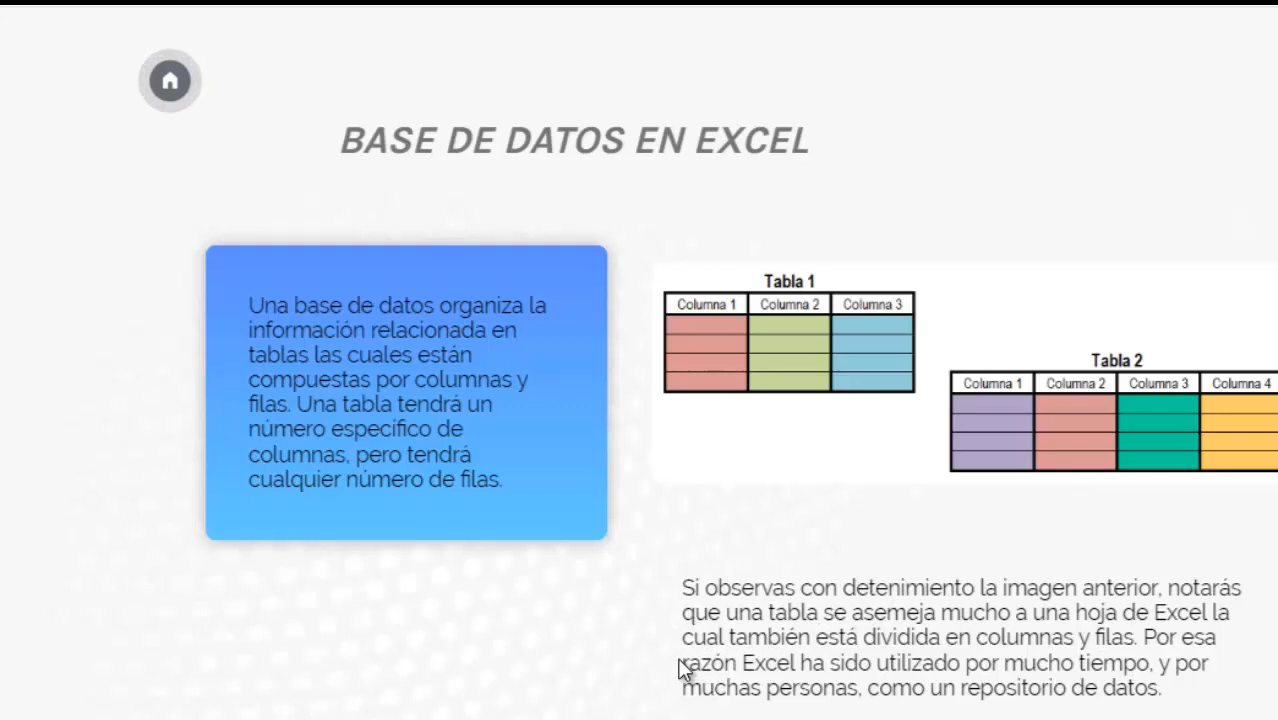 BASE DE DATOS EN EXCEL
Una base de datos organiza la
información relacionada en
tablas las cuales están
compuestas por columnas y
filas. Una tabla tendrá un
número específico de
columnas, pero tendrá
cualquier número de filas.
Tabla 1
Columna 1 Columna 2 Columna 3
Tabla 2
Columna 1 Columna 2 Columna 3 Columna 4
Si observas con detenimiento la imagen anterior, notarás
que una tabla se asemeja mucho a una hoja de Excel la
cual también está dividida en columnas y filas. Por esa
razón Excel ha sido utilizado por mucho tiempo, y por
muchas personas, como un repositorio de datos.